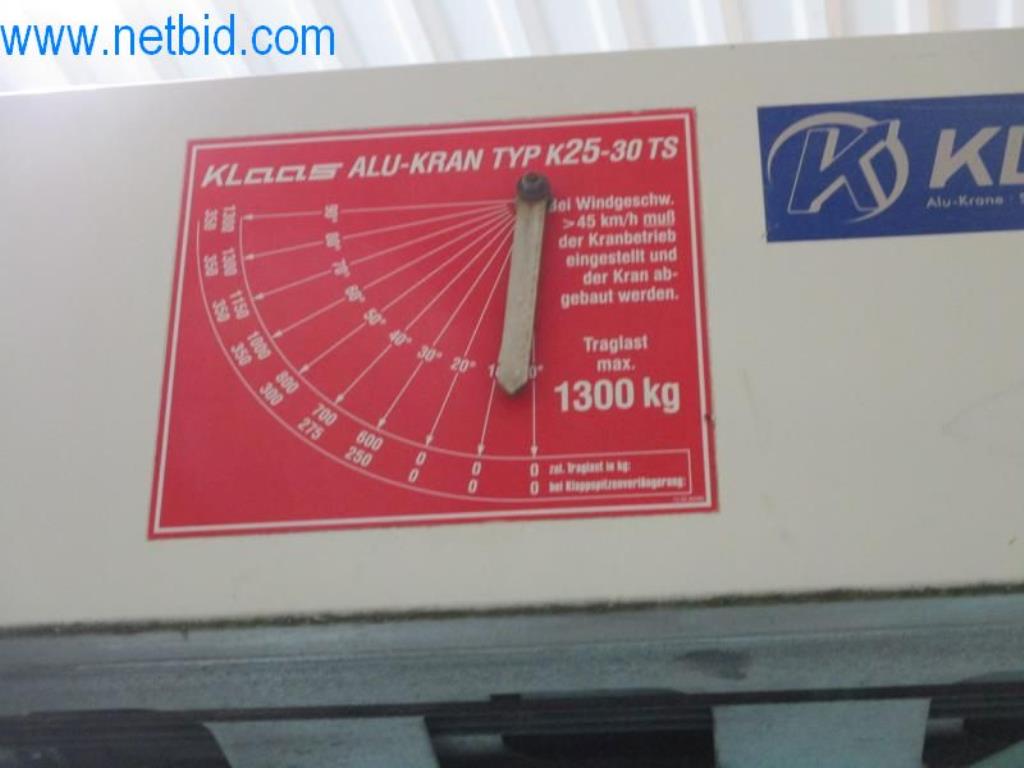 www.netbid.com
KLaas ALU-KRAN TYP K25-30 TS
Bei Windgeschw.
>45 km/h muß
der Kranbetrieb
eingestellt und
der Kran ab-
gebaut werden.
Traglast
max.
1300 kg
90° 80° 70° 60° 50° 40° 30° 20°
1300 1300 1150 1000 800 700 600 0 0 0 zul. Traglast in kg:
350 350 350 350 300 275 250 0 0 0 bei Klappspitzenverlängerung:
K KL
Alu-Krane